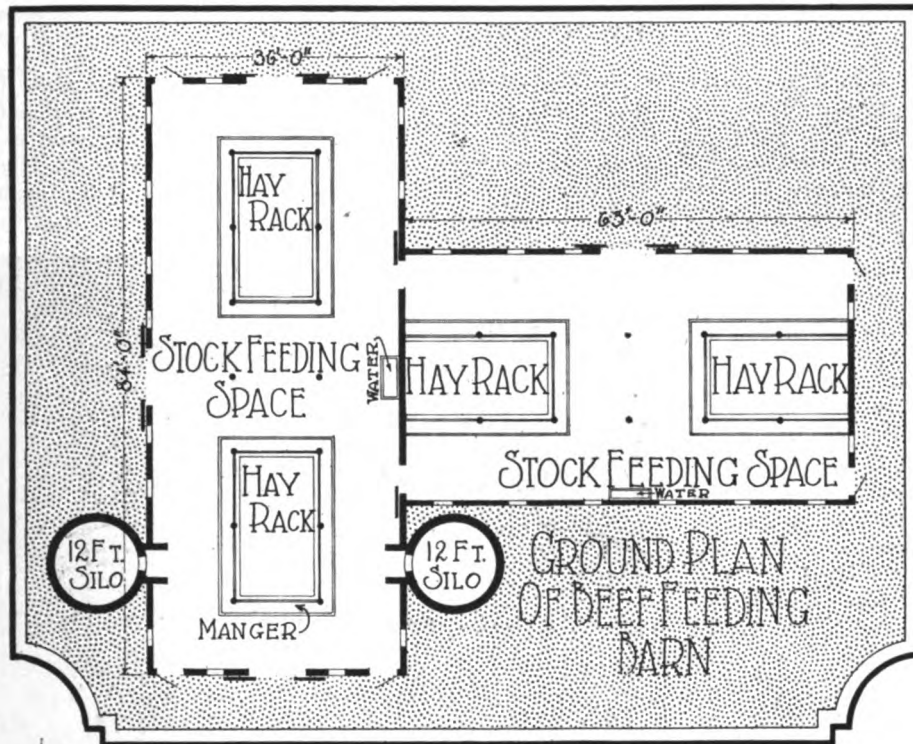 36'-0"
HAY
RACK
63'-0"
84'-0"
STOCK FEEDING
SPACE
WATER
HAY RACK
HAY RACK
HAY
RACK
STOCK FEEDING SPACE
WATER
12 FT.
SILO
12 FT.
SILO
MANGER
GROUND PLAN
OF BEEF FEEDING
BARN